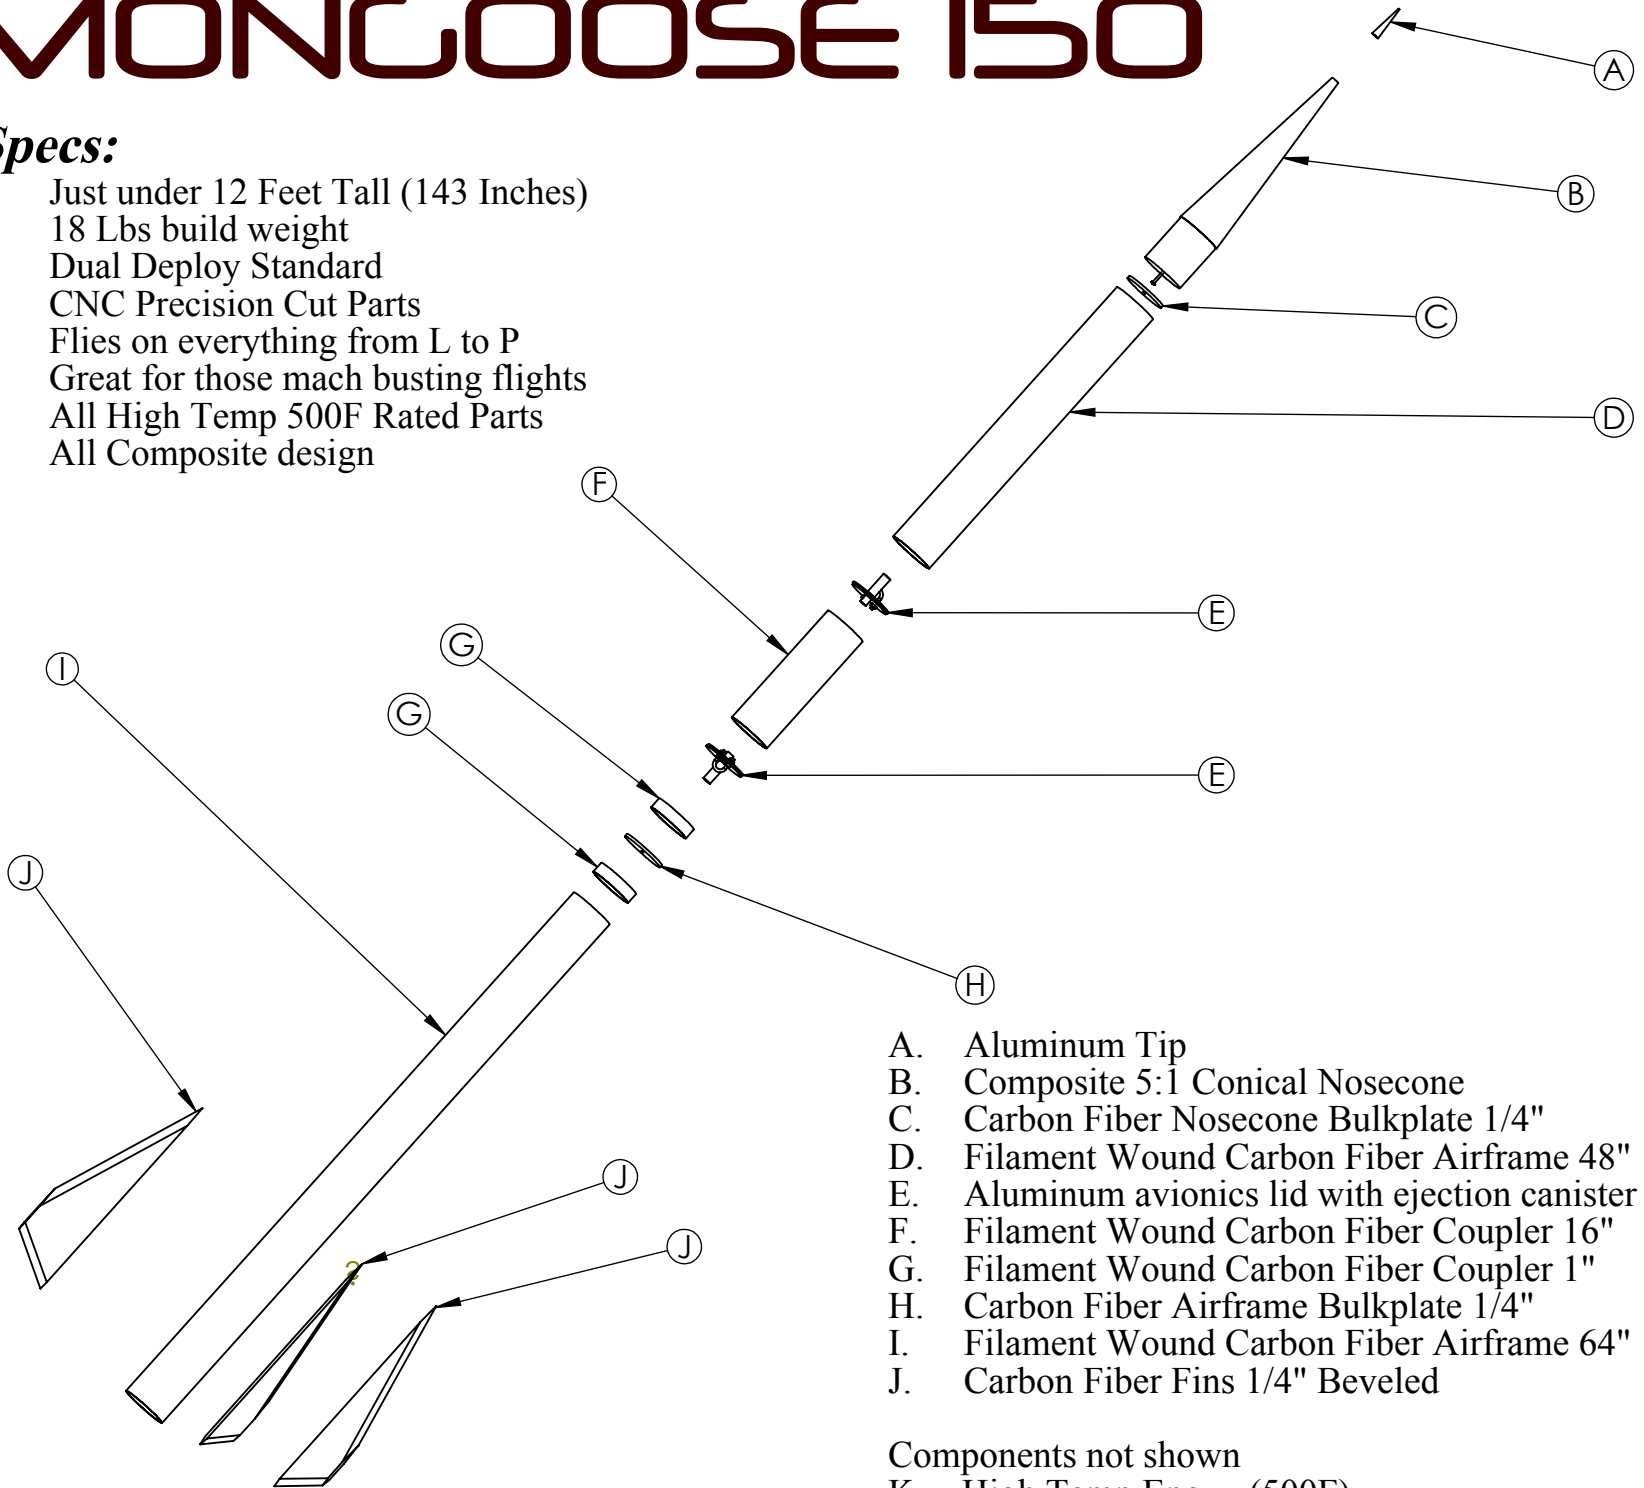 MONGOOSE 150
Specs:
Just under 12 Feet Tall (143 Inches)
18 Lbs build weight
Dual Deploy Standard
CNC Precision Cut Parts
Flies on everything from L to P
Great for those mach busting flights
All High Temp 500F Rated Parts
All Composite design
A
B
C
D
F
E
G
I
G
E
J
H
J
J
?
A. Aluminum Tip
B. Composite 5:1 Conical Nosecone
C. Carbon Fiber Nosecone Bulkplate 1/4"
D. Filament Wound Carbon Fiber Airframe 48"
E. Aluminum avionics lid with ejection canister
F. Filament Wound Carbon Fiber Coupler 16"
G. Filament Wound Carbon Fiber Coupler 1"
H. Carbon Fiber Airframe Bulkplate 1/4"
I. Filament Wound Carbon Fiber Airframe 64"
J. Carbon Fiber Fins 1/4" Beveled
Components not shown
K. High Temp (500F)